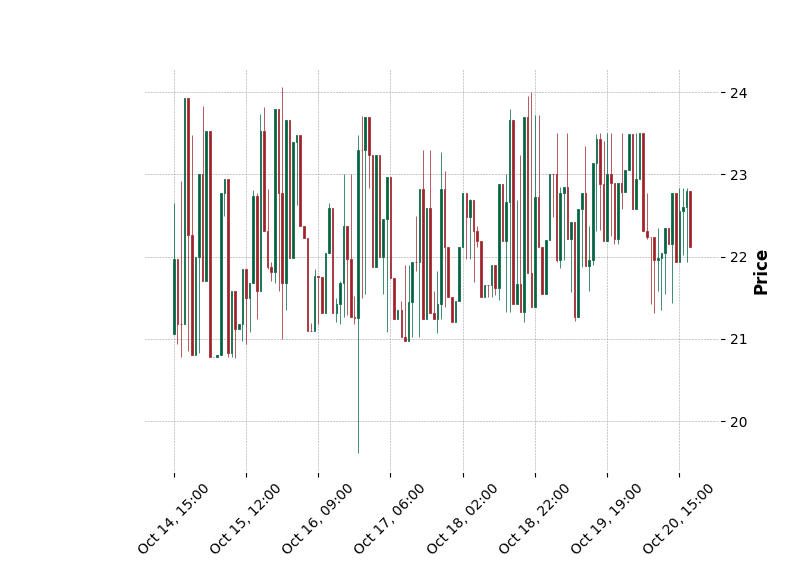 24
23
22
21
20
Price
Oct 14, 15:00
Oct 15, 12:00
Oct 16, 09:00
Oct 17, 06:00
Oct 18, 02:00
Oct 18, 22:00
Oct 19, 19:00
Oct 20, 15:00